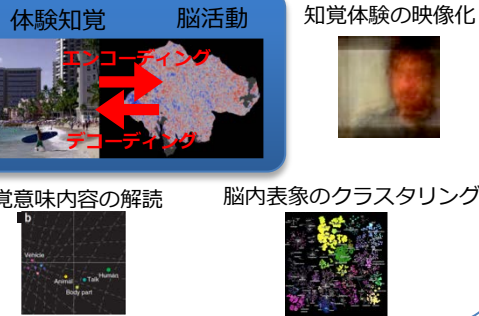 体験知覚
脳活動
知覚体験の映像化
エンコーディング
デコーディング
覚意味内容の解読
脳内表象のクラスタリング
b
Vehicle
Animal
Talk
Human
Body part